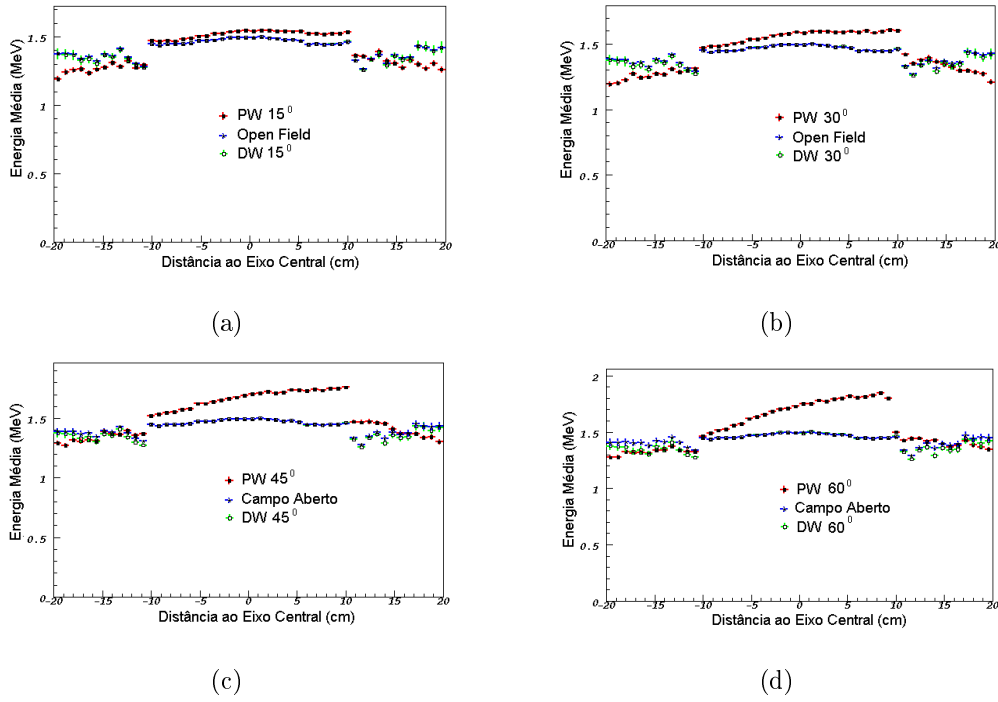 Energia Média (MeV)
1.5
1
0.5
0
PW 15⁰
Open Field
DW 15⁰
-20 -15 -10 -5 0 5 10 15 20
Distância ao Eixo Central (cm)
(a)
Energia Média (MeV)
1.5
1
0.5
0
PW 30⁰
Open Field
DW 30⁰
-20 -15 -10 -5 0 5 10 15 20
Distância ao Eixo Central (cm)
(b)
Energia Média (MeV)
1.5
1
0.5
0
PW 45⁰
Campo Aberto
DW 45⁰
-20 -15 -10 -5 0 5 10 15 20
Distância ao Eixo Central (cm)
(c)
Energia Média (MeV)
2
1.5
1
0.5
0
PW 60⁰
Campo Aberto
DW 60⁰
-20 -15 -10 -5 0 5 10 15 20
Distância ao Eixo Central (cm)
(d)